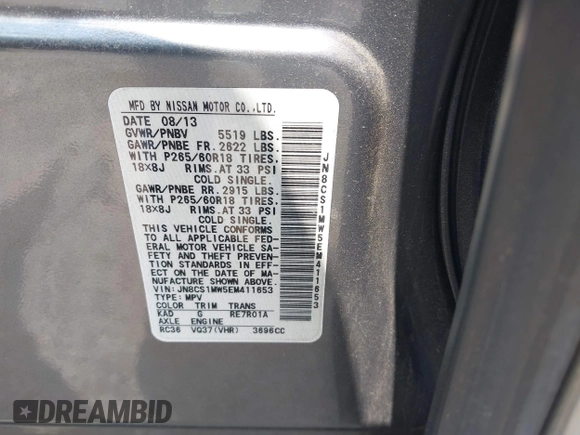 MFD BY NISSAN MOTOR CO.,LTD.
DATE 08/13
GVWR/PNBV 5519 LBS.
GAWR/PNBE FR. 2622 LBS.
WITH P265/60R18 TIRES,
18X8J RIMS.AT 33 PSI
COLD SINGLE.
GAWR/PNBE RR. 2915 LBS.
WITH P265/60R18 TIRES,
18X8J RIMS.AT 33 PSI
COLD SINGLE.
THIS VEHICLE CONFORMS
TO ALL APPLICABLE FED-
ERAL MOTOR VEHICLE SA-
FETY AND THEFT PREVEN-
TION STANDARDS IN EFF-
ECT ON THE DATE OF MA-
NUFACTURE SHOWN ABOVE.
VIN:JN8CS1MW5EM411653
TYPE:MPV
COLOR TRIM TRANS
KAD G RE7R01A
AXLE ENGINE
RC36 VQ37(VHR) 3696CC
JN8CS1MW5EM411653
DREAMBID